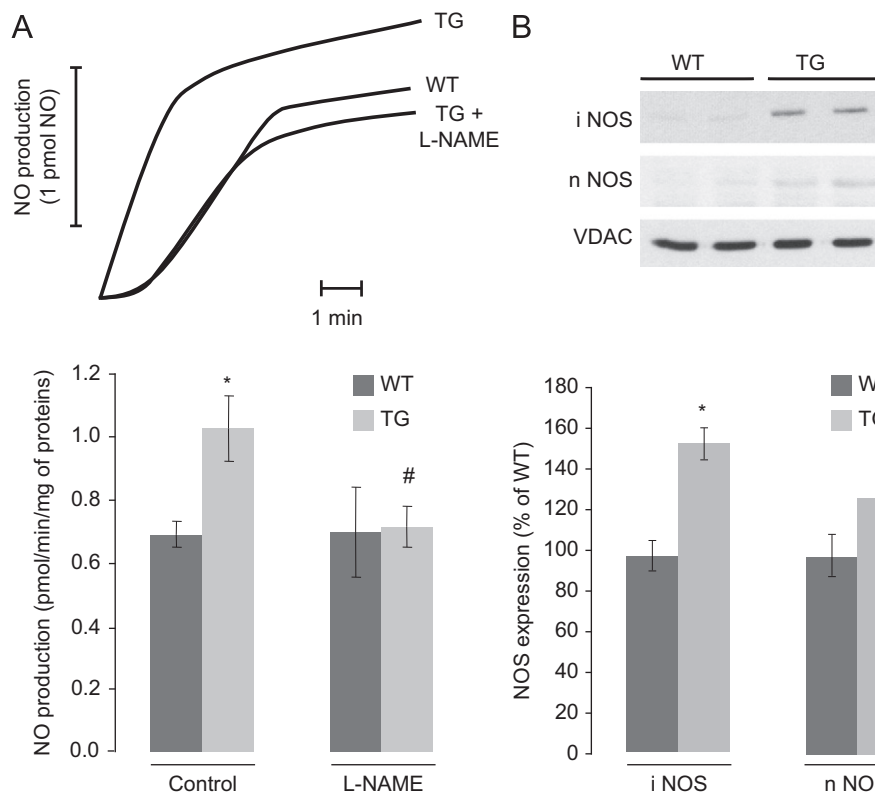 A
TG
WT
TG +
L-NAME
NO production
(1 pmol NO)
1 min
B
WT TG
i NOS
n NOS
VDAC
NO production (pmol/min/mg of proteins)
1.2
1.0
0.8
0.6
0.4
0.2
0.0
*
#
WT
TG
Control L-NAME
NOS expression (% of WT)
180
160
140
120
100
80
60
40
20
0
*
i NOS